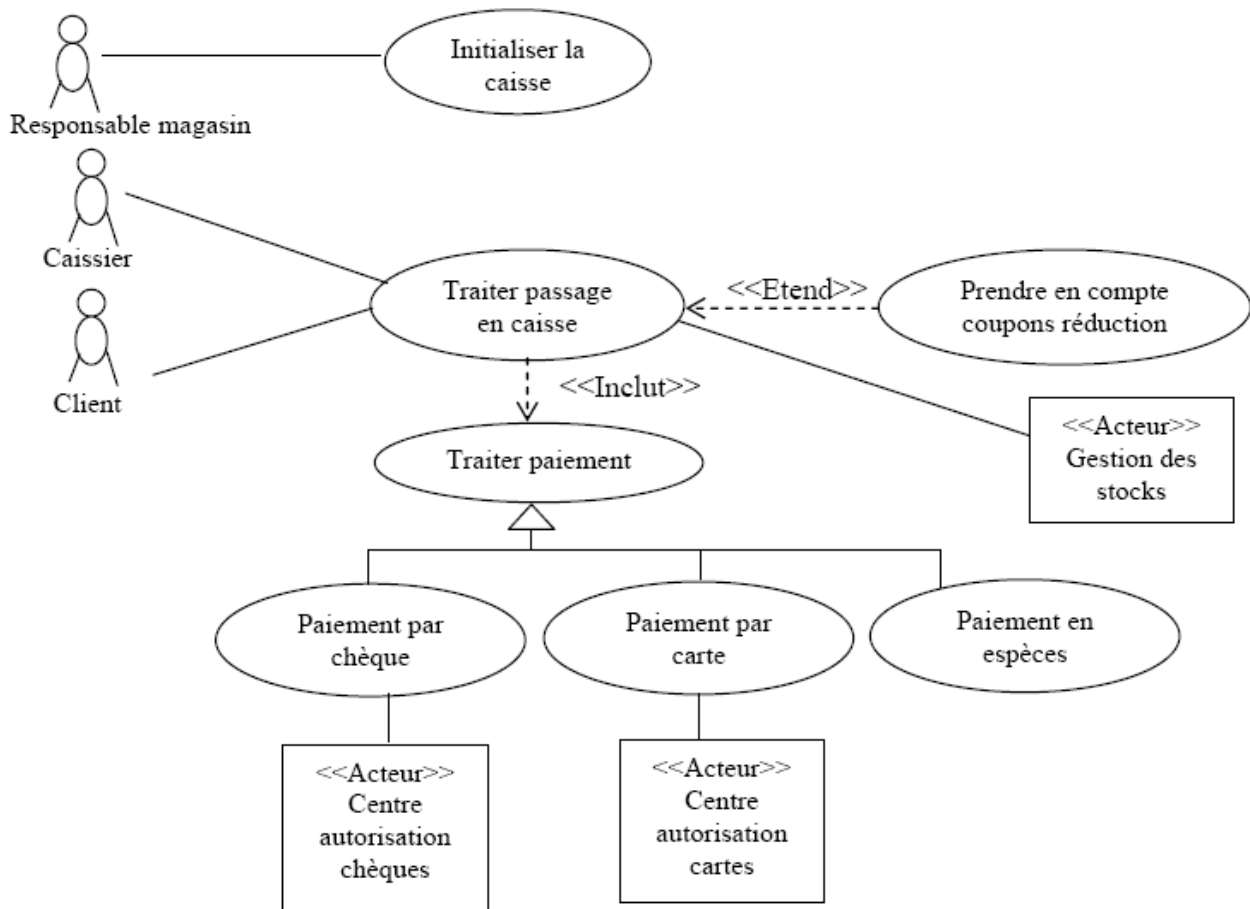 Initialiser la
caisse
Responsable magasin
Caissier
Traiter passage
en caisse
<<Etend>>
Prendre en compte
coupons réduction
Client
<<Inclut>>
<<Acteur>>
Gestion des
stocks
Traiter paiement
Paiement par
chèque
Paiement par
carte
Paiement en
espèces
<<Acteur>>
Centre
autorisation
chèques
<<Acteur>>
Centre
autorisation
cartes